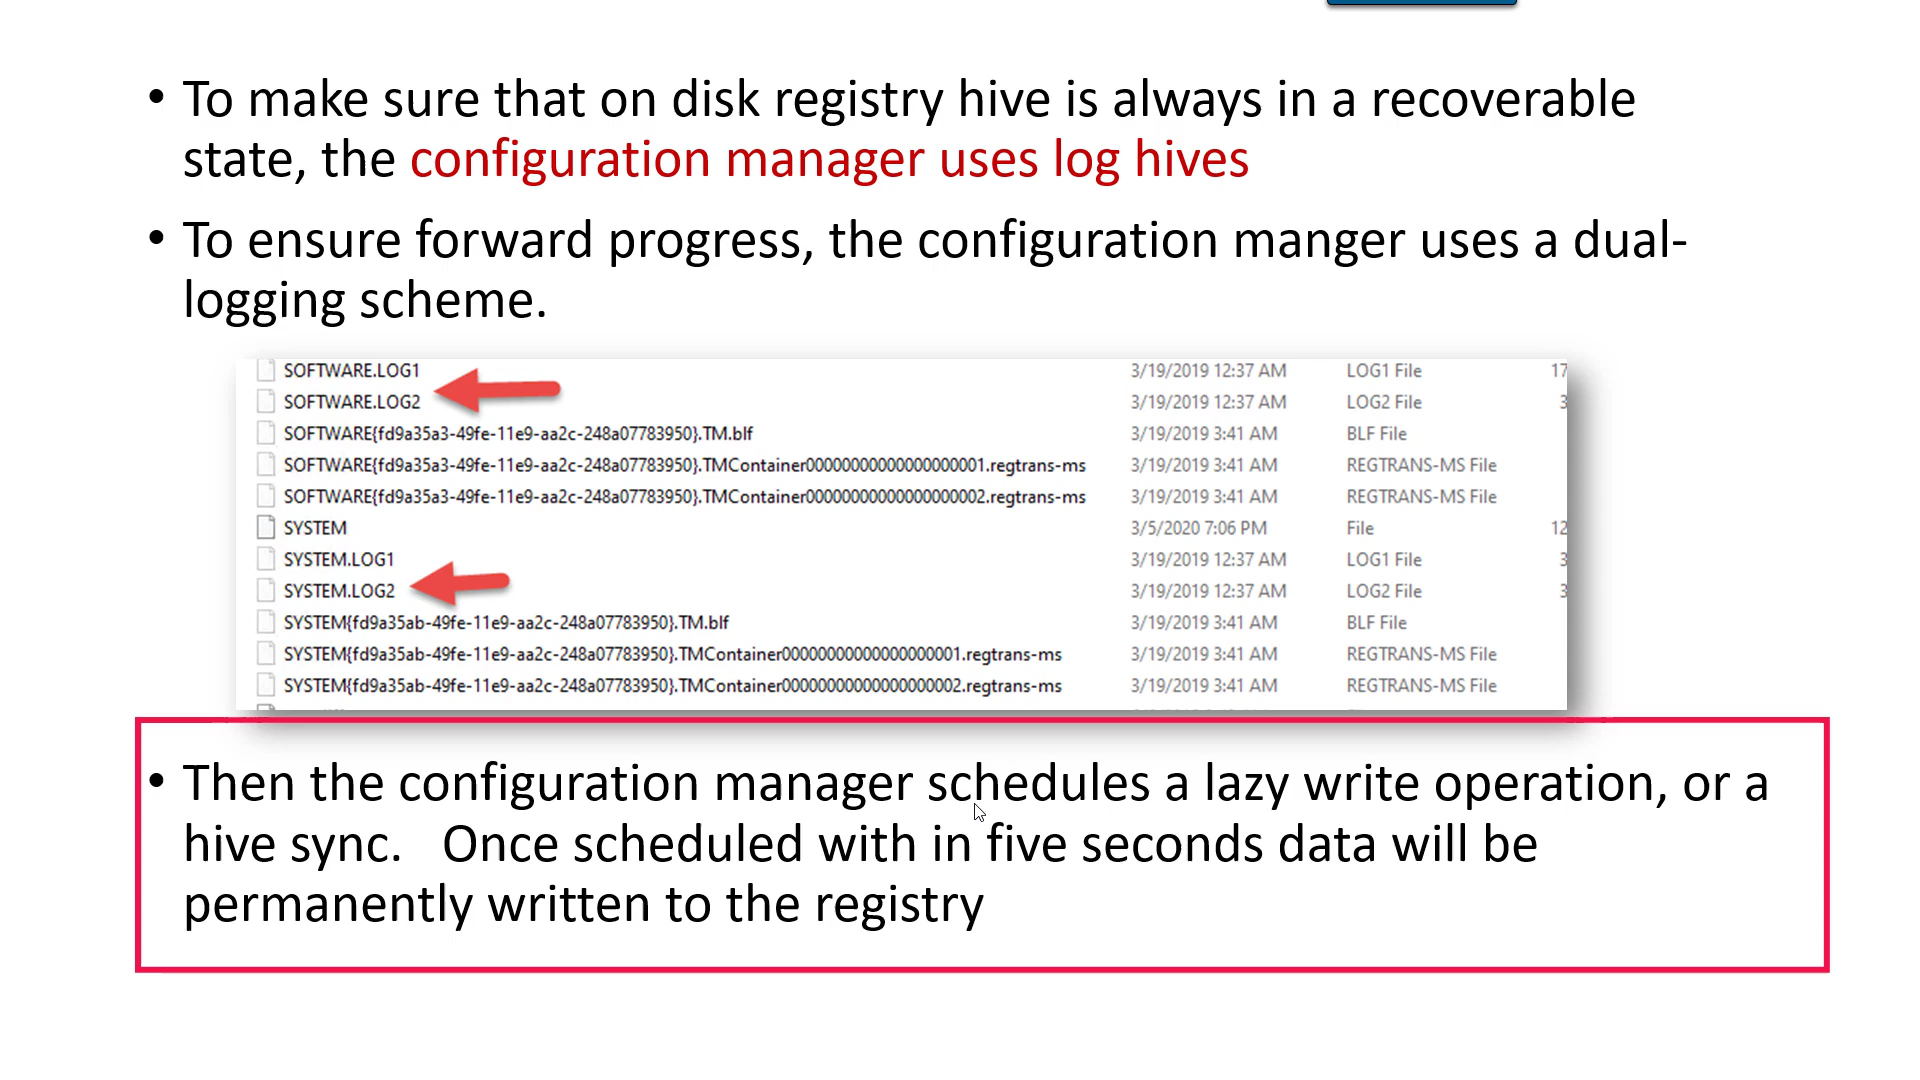 • To make sure that on disk registry hive is always in a recoverable
state, the configuration manager uses log hives
• To ensure forward progress, the configuration manger uses a dual-
logging scheme.
SOFTWARE.LOG1 3/19/2019 12:37 AM LOG1 File 17
SOFTWARE.LOG2 3/19/2019 12:37 AM LOG2 File 3
SOFTWARE{fd9a35a3-49fe-11e9-aa2c-248a07783950}.TM.blf 3/19/2019 3:41 AM BLF File
SOFTWARE{fd9a35a3-49fe-11e9-aa2c-248a07783950}.TMContainer00000000000000000001.regtrans-ms 3/19/2019 3:41 AM REGTRANS-MS File
SOFTWARE{fd9a35a3-49fe-11e9-aa2c-248a07783950}.TMContainer00000000000000000002.regtrans-ms 3/19/2019 3:41 AM REGTRANS-MS File
SYSTEM 3/5/2020 7:06 PM File 12
SYSTEM.LOG1 3/19/2019 12:37 AM LOG1 File 3
SYSTEM.LOG2 3/19/2019 12:37 AM LOG2 File 3
SYSTEM{fd9a35ab-49fe-11e9-aa2c-248a07783950}.TM.blf 3/19/2019 3:41 AM BLF File
SYSTEM{fd9a35ab-49fe-11e9-aa2c-248a07783950}.TMContainer00000000000000000001.regtrans-ms 3/19/2019 3:41 AM REGTRANS-MS File
SYSTEM{fd9a35ab-49fe-11e9-aa2c-248a07783950}.TMContainer00000000000000000002.regtrans-ms 3/19/2019 3:41 AM REGTRANS-MS File
• Then the configuration manager schedules a lazy write operation, or a
hive sync. Once scheduled with in five seconds data will be
permanently written to the registry